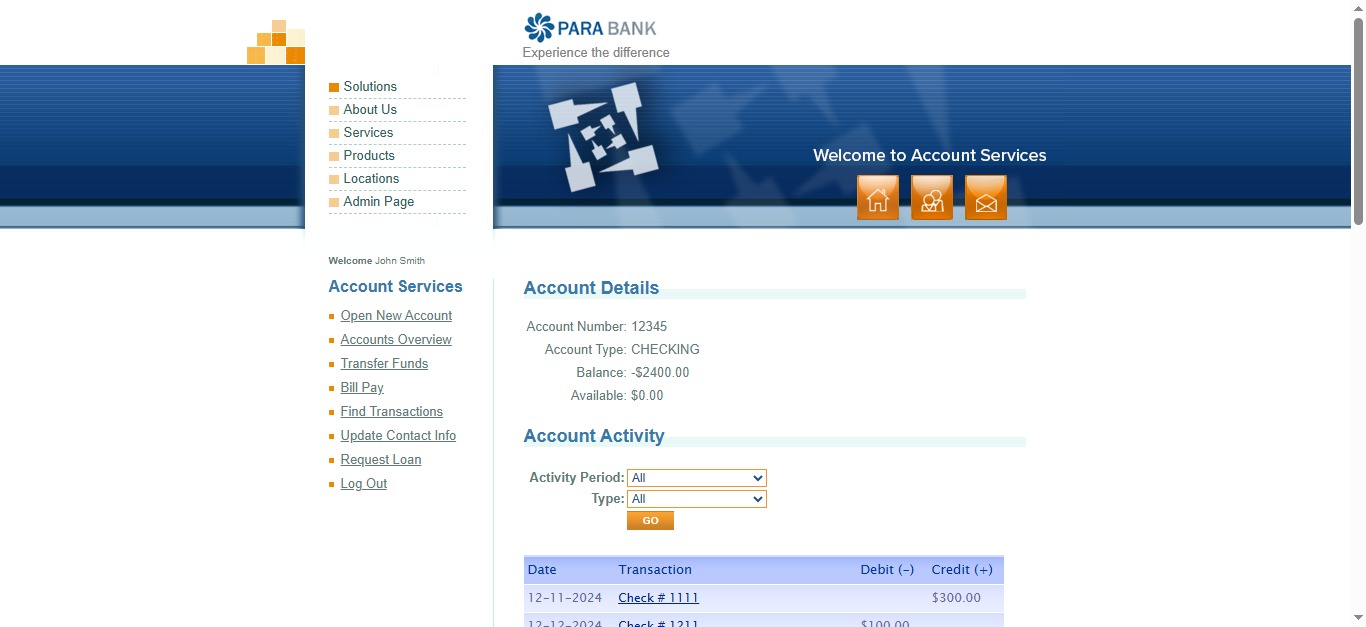 PARA BANK
Experience the difference
Solutions
About Us
Services
Products
Locations
Admin Page
Welcome to Account Services
Welcome John Smith
Account Services
Open New Account
Accounts Overview
Transfer Funds
Bill Pay
Find Transactions
Update Contact Info
Request Loan
Log Out
Account Details
Account Number: 12345
Account Type: CHECKING
Balance: -$2400.00
Available: $0.00
Account Activity
Activity Period: All
Type: All
GO
Date Transaction Debit (-) Credit (+)
12-11-2024 Check # 1111 $300.00
12-12-2024 Check # 1211 $100.00